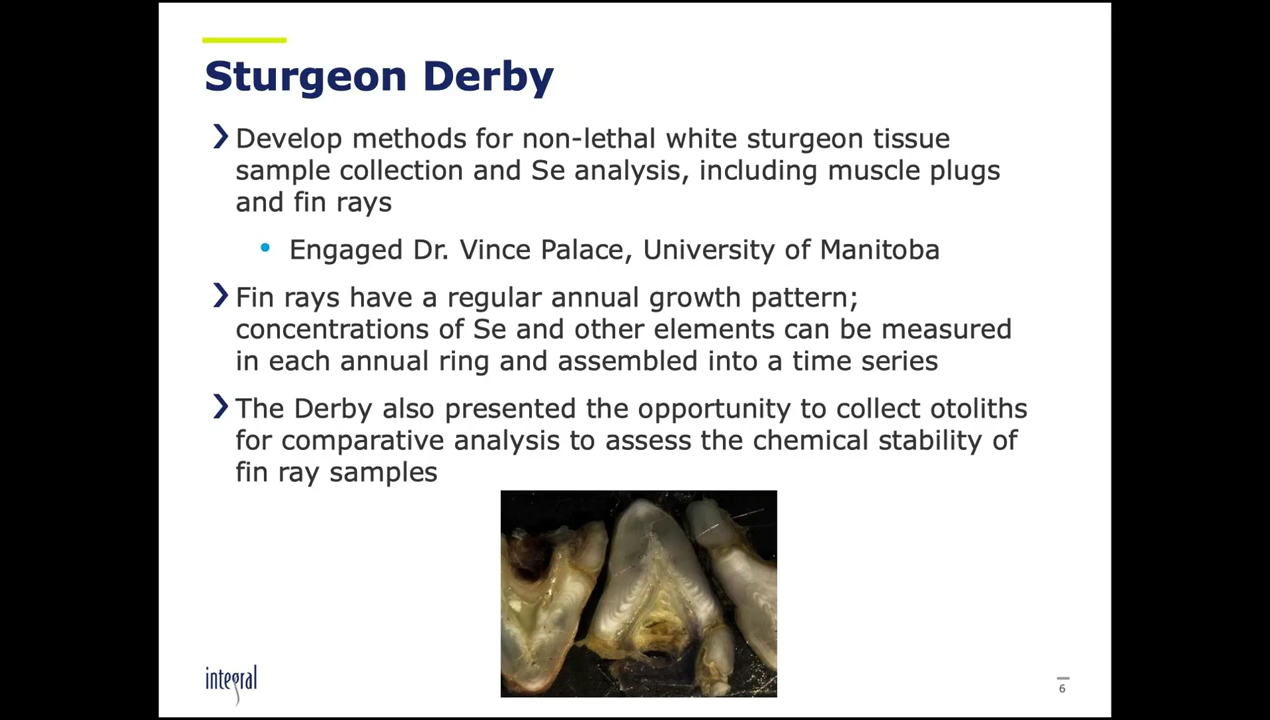 Sturgeon Derby
Develop methods for non-lethal white sturgeon tissue
sample collection and Se analysis, including muscle plugs
and fin rays
Engaged Dr. Vince Palace, University of Manitoba
Fin rays have a regular annual growth pattern;
concentrations of Se and other elements can be measured
in each annual ring and assembled into a time series
The Derby also presented the opportunity to collect otoliths
for comparative analysis to assess the chemical stability of
fin ray samples
integral
6